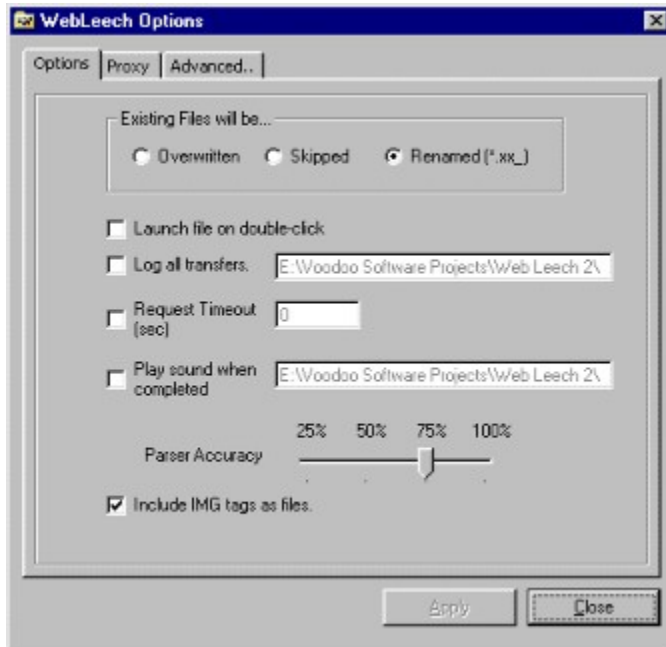 WebLeech Options
Options Proxy Advanced..
Existing Files will be...
Overwritten Skipped Renamed (*.xx_)
Launch file on double-click
Log all transfers. E:\Voodoo Software Projects\Web Leech 2\
Request Timeout
(sec) 0
Play sound when
completed E:\Voodoo Software Projects\Web Leech 2\
25% 50% 75% 100%
Parser Accuracy
Include IMG tags as files.
Apply Close